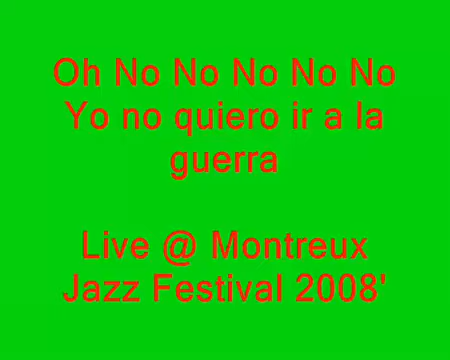 Oh No No No No No
Yo no quiero ir a la
guerra
Live @ Montreux
Jazz Festival 2008'